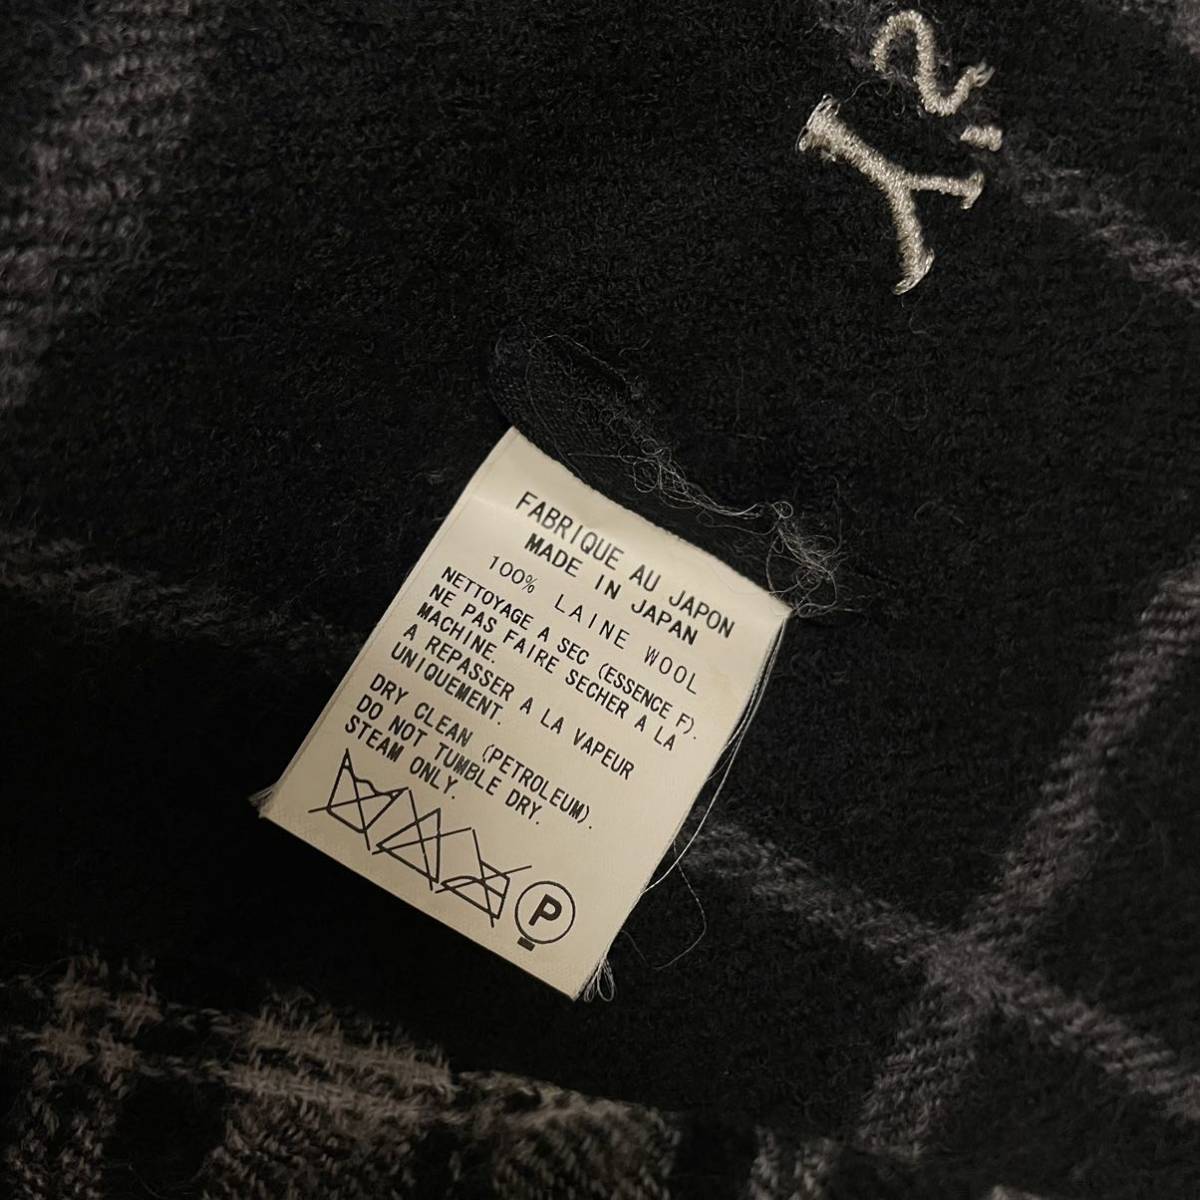 Y's
FABRIQUE AU JAPON
MADE IN JAPAN
100% LAINE WOOL
NETTOYAGE A SEC (ESSENCE F).
NE PAS FAIRE SECHER A LA
MACHINE.
A REPASSER A LA VAPEUR
UNIQUEMENT.
DRY CLEAN (PETROLEUM).
DO NOT TUMBLE DRY.
STEAM ONLY.
P